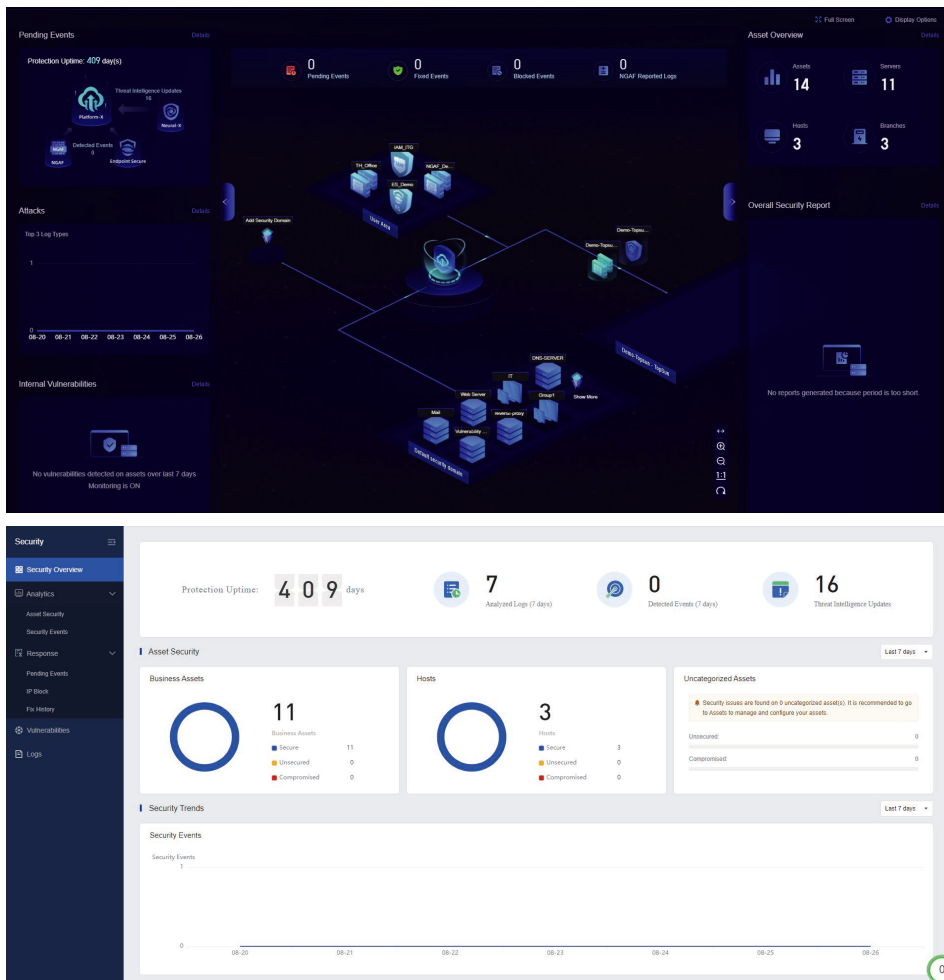 Full Screen
Display Options
Pending Events
Details
Protection Uptime: 409 day(s)
Threat Intelligence Updates
16
Platform-X
Neural-X
Detected Events
0
NGAF
NGAF
Endpoint Secure
0
Pending Events
0
Fixed Events
0
Blocked Events
0
NGAF Reported Logs
Asset Overview
Details
Assets
14
Servers
11
Hosts
3
Branches
3
IAM_ITG
TH_Office
NGAF_De...
ES_Demo
User Area
Add Security Domain
Demo-Topsu...
Demo-Topsu...
Attacks
Details
Top 3 Log Types
1
0
08-20 08-21 08-22 08-23 08-24 08-25 08-26
Overall Security Report
Details
No reports generated because period is too short.
Demo-Topsun - TopSun
DNS-SERVER
IT
Web Server
Group1
Show More
Mail
reverse-proxy
Vulnerability ...
Default security domain
1:1
Internal Vulnerabilities
Details
No vulnerabilities detected on assets over last 7 days
Monitoring is ON
Security
Security Overview
Analytics
Asset Security
Security Events
Response
Pending Events
IP Block
Fix History
Vulnerabilities
Logs
Protection Uptime: 4 0 9 days
7
Analyzed Logs (7 days)
0
Detected Events (7 days)
16
Threat Intelligence Updates
Asset Security
Last 7 days
Business Assets
11
Business Assets
Secure 11
Unsecured 0
Compromised 0
Hosts
3
Hosts
Secure 3
Unsecured 0
Compromised 0
Uncategorized Assets
Security issues are found on 0 uncategorized asset(s). It is recommended to go
to Assets to manage and configure your assets.
Unsecured: 0
Compromised: 0
Security Trends
Last 7 days
Security Events
Security Events
1
0
08-20 08-21 08-22 08-23 08-24 08-25 08-26
0